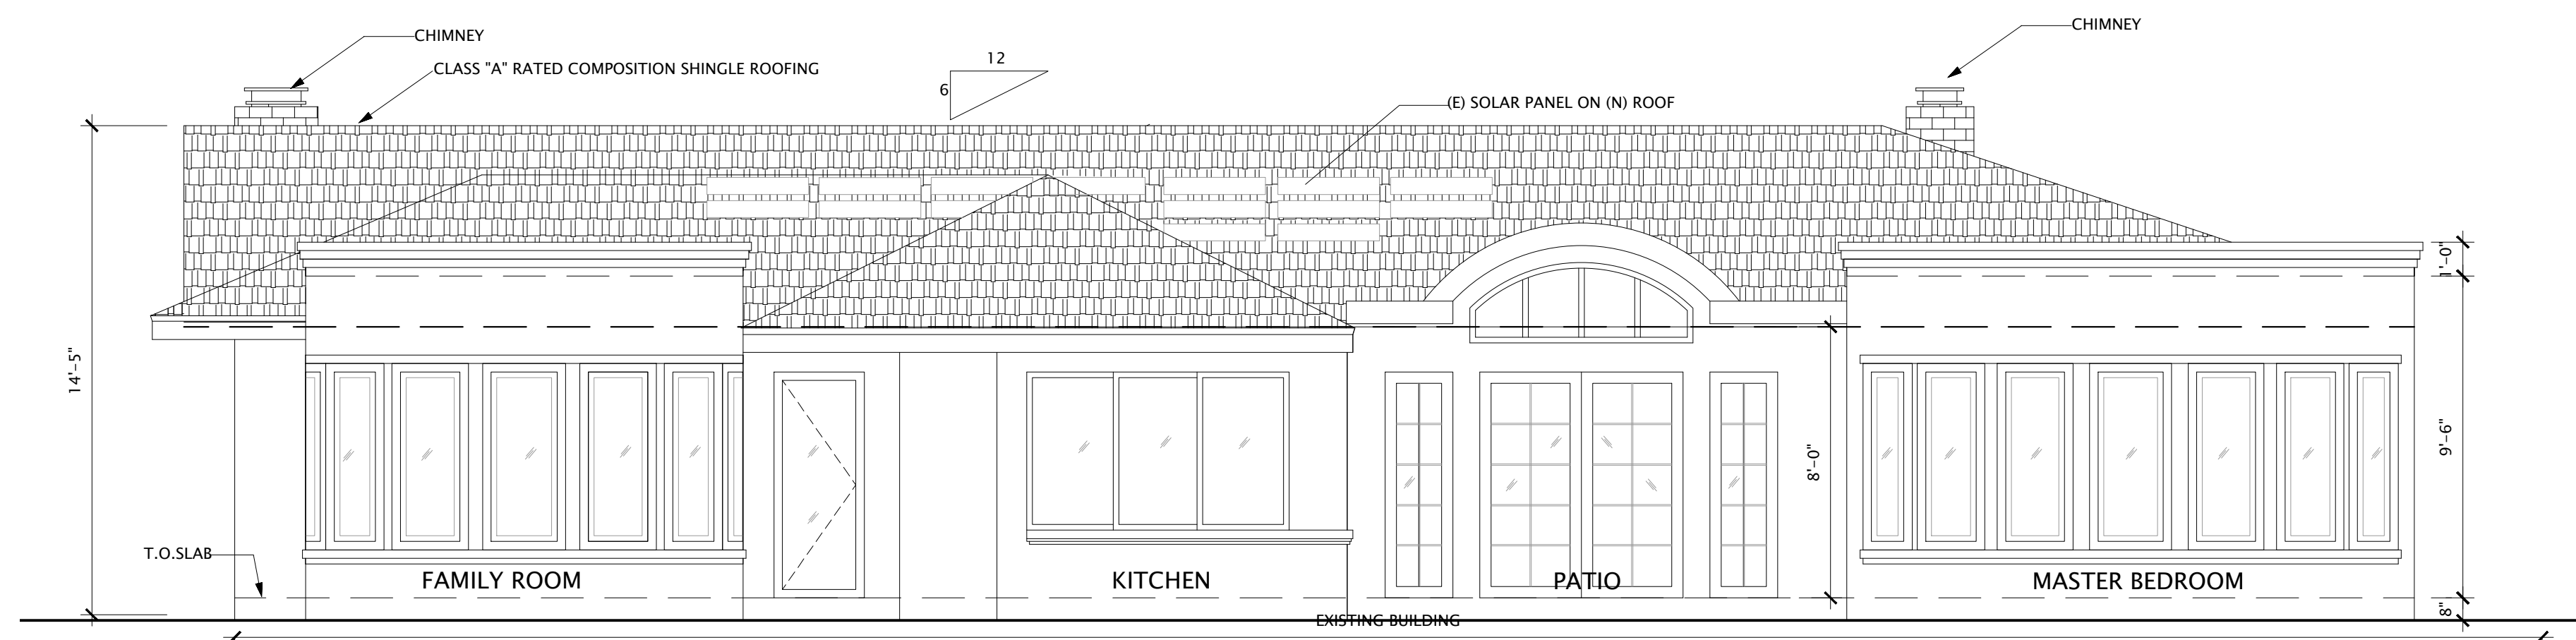 CHIMNEY
CHIMNEY
CLASS "A" RATED COMPOSITION SHINGLE ROOFING
12
6
(E) SOLAR PANEL ON (N) ROOF
14'-5"
1'-0"
9'-6"
8'-0"
T.O.SLAB
FAMILY ROOM
KITCHEN
PATIO
MASTER BEDROOM
8"
EXISTING BUILDING